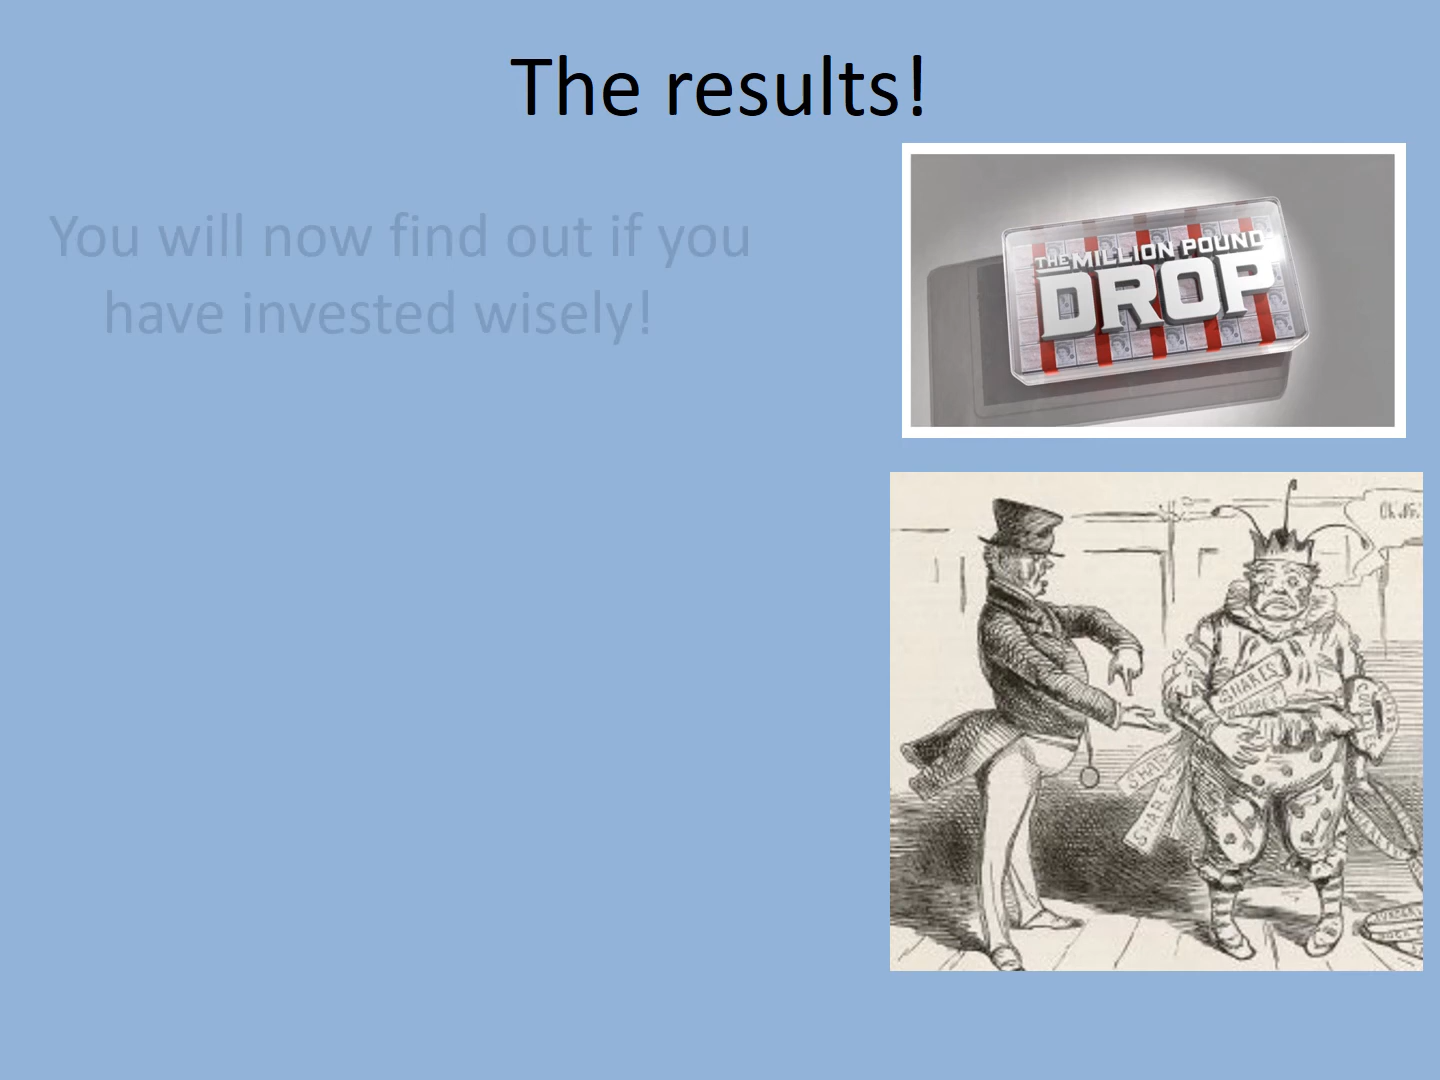 The results!
You will now find out if you
have invested wisely!
THE MILLION POUND
DROP
SHARES
SHARES
SHARES